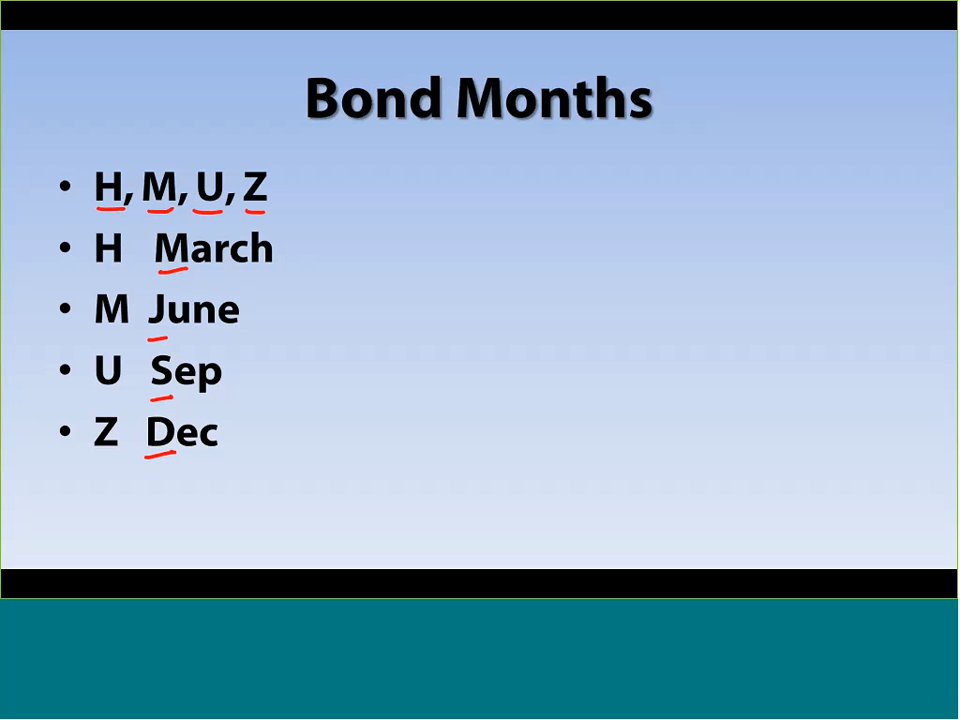 Bond Months
• H, M, U, Z
• H March
• M June
• U Sep
• Z Dec